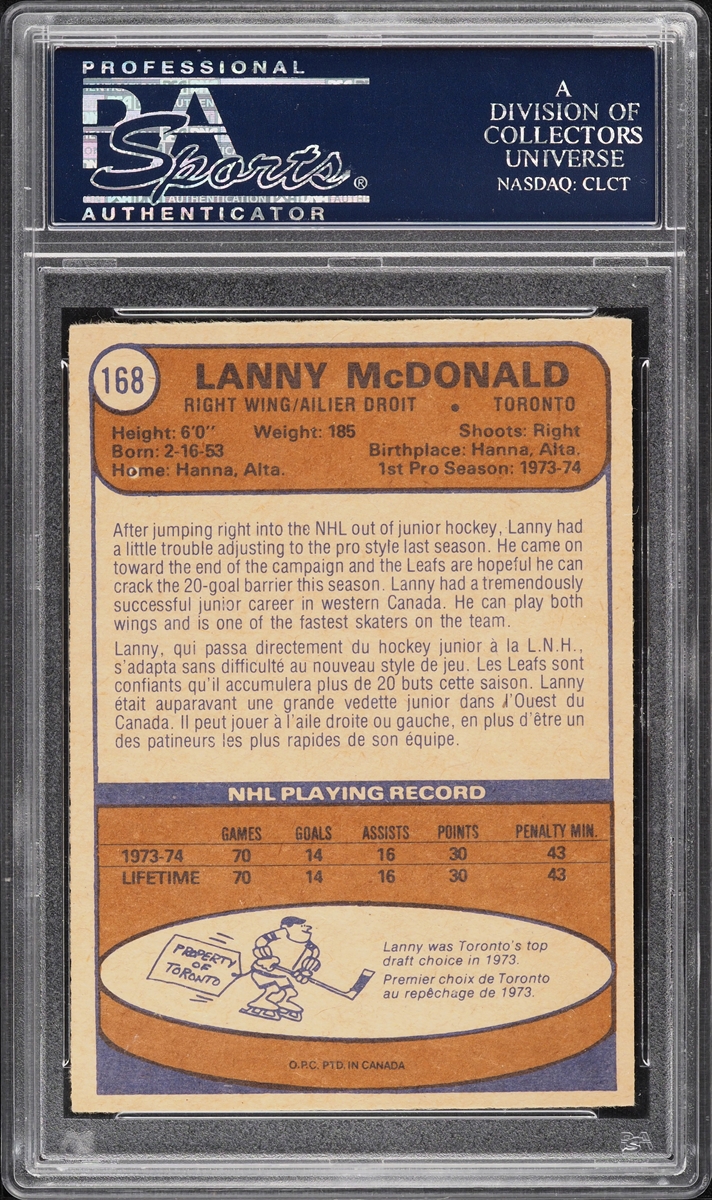 PROFESSIONAL
PSA
Sports®
AUTHENTICATOR
A
DIVISION OF
COLLECTORS
UNIVERSE
NASDAQ: CLCT
168
LANNY McDONALD
RIGHT WING/AILIER DROIT • TORONTO
Height: 6'0" Weight: 185 Shoots: Right
Born: 2-16-53 Birthplace: Hanna, Alta.
Home: Hanna, Alta. 1st Pro Season: 1973-74
After jumping right into the NHL out of junior hockey, Lanny had
a little trouble adjusting to the pro style last season. He came on
toward the end of the campaign and the Leafs are hopeful he can
crack the 20-goal barrier this season. Lanny had a tremendously
successful junior career in western Canada. He can play both
wings and is one of the fastest skaters on the team.
Lanny, qui passa directement du hockey junior à la L.N.H.,
s'adapta sans difficulté au nouveau style de jeu. Les Leafs sont
confiants qu'il accumulera plus de 20 buts cette saison. Lanny
était auparavant une grande vedette junior dans l'Ouest du
Canada. Il peut jouer à l'aile droite ou gauche, en plus d'être un
des patineurs les plus rapides de son équipe.
NHL PLAYING RECORD
GAMES GOALS ASSISTS POINTS PENALTY MIN.
1973-74 70 14 16 30 43
LIFETIME 70 14 16 30 43
PROPERTY
OF
TORONTO
Lanny was Toronto's top
draft choice in 1973.
Premier choix de Toronto
au repêchage de 1973.
O.P.C. PTD. IN CANADA
PSA